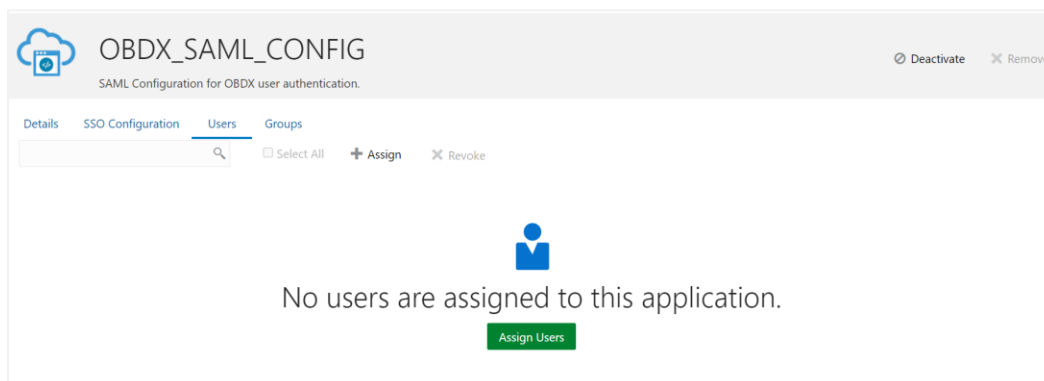 OBDX_SAML_CONFIG
SAML Configuration for OBDX user authentication.
Deactivate
Remove
Details SSO Configuration Users Groups
Select All Assign Revoke
No users are assigned to this application.
Assign Users